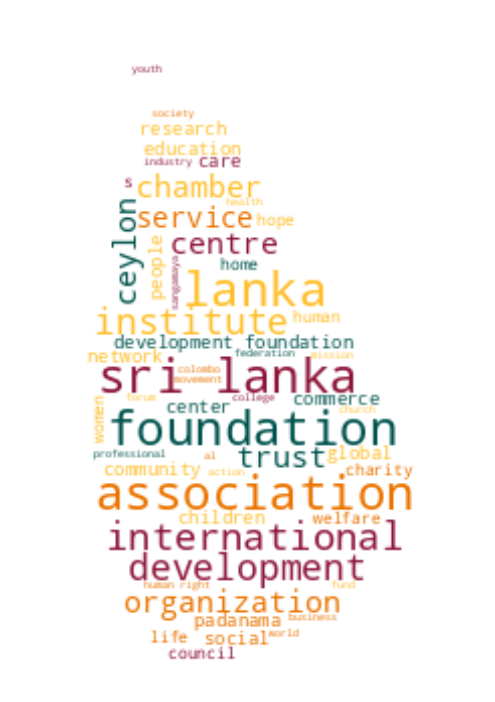 youth
society
research
education
industry care
s chamber
health
ceylon service hope
people centre
sangamaya home
lanka
institute human
development foundation
network federation mission
sri lanka
colombo
movement
forum college commerce
women center church
foundation
professional al trust global
community action charity
association
children welfare
international
development
human right fund
organization
padanama business
life social world
council